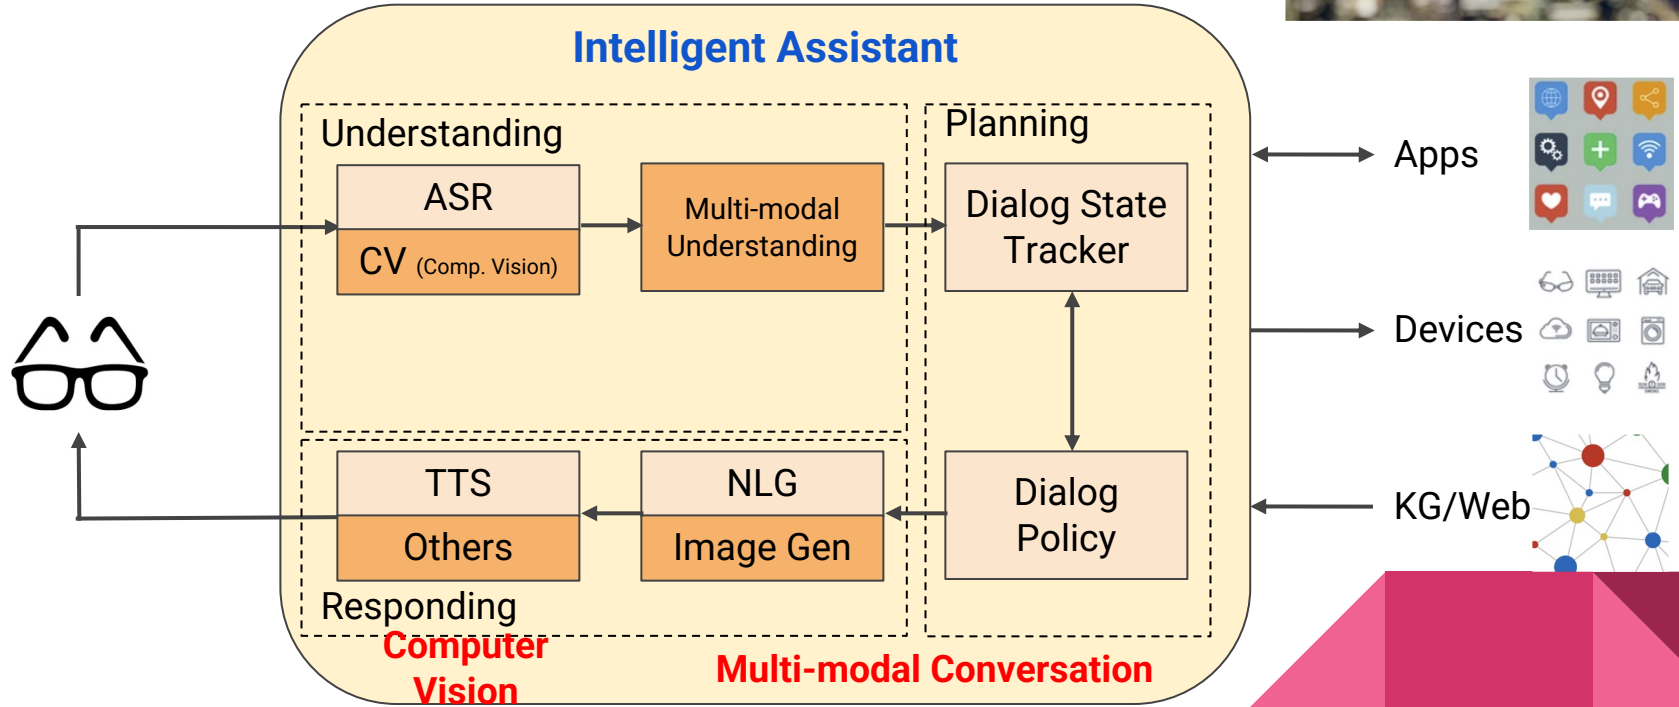 Intelligent Assistant
Understanding
ASR
CV (Comp. Vision)
Multi-modal
Understanding
Planning
Dialog State
Tracker
Dialog
Policy
TTS
Others
NLG
Image Gen
Responding
Computer
Vision
Multi-modal Conversation
Apps
Devices
KG/Web